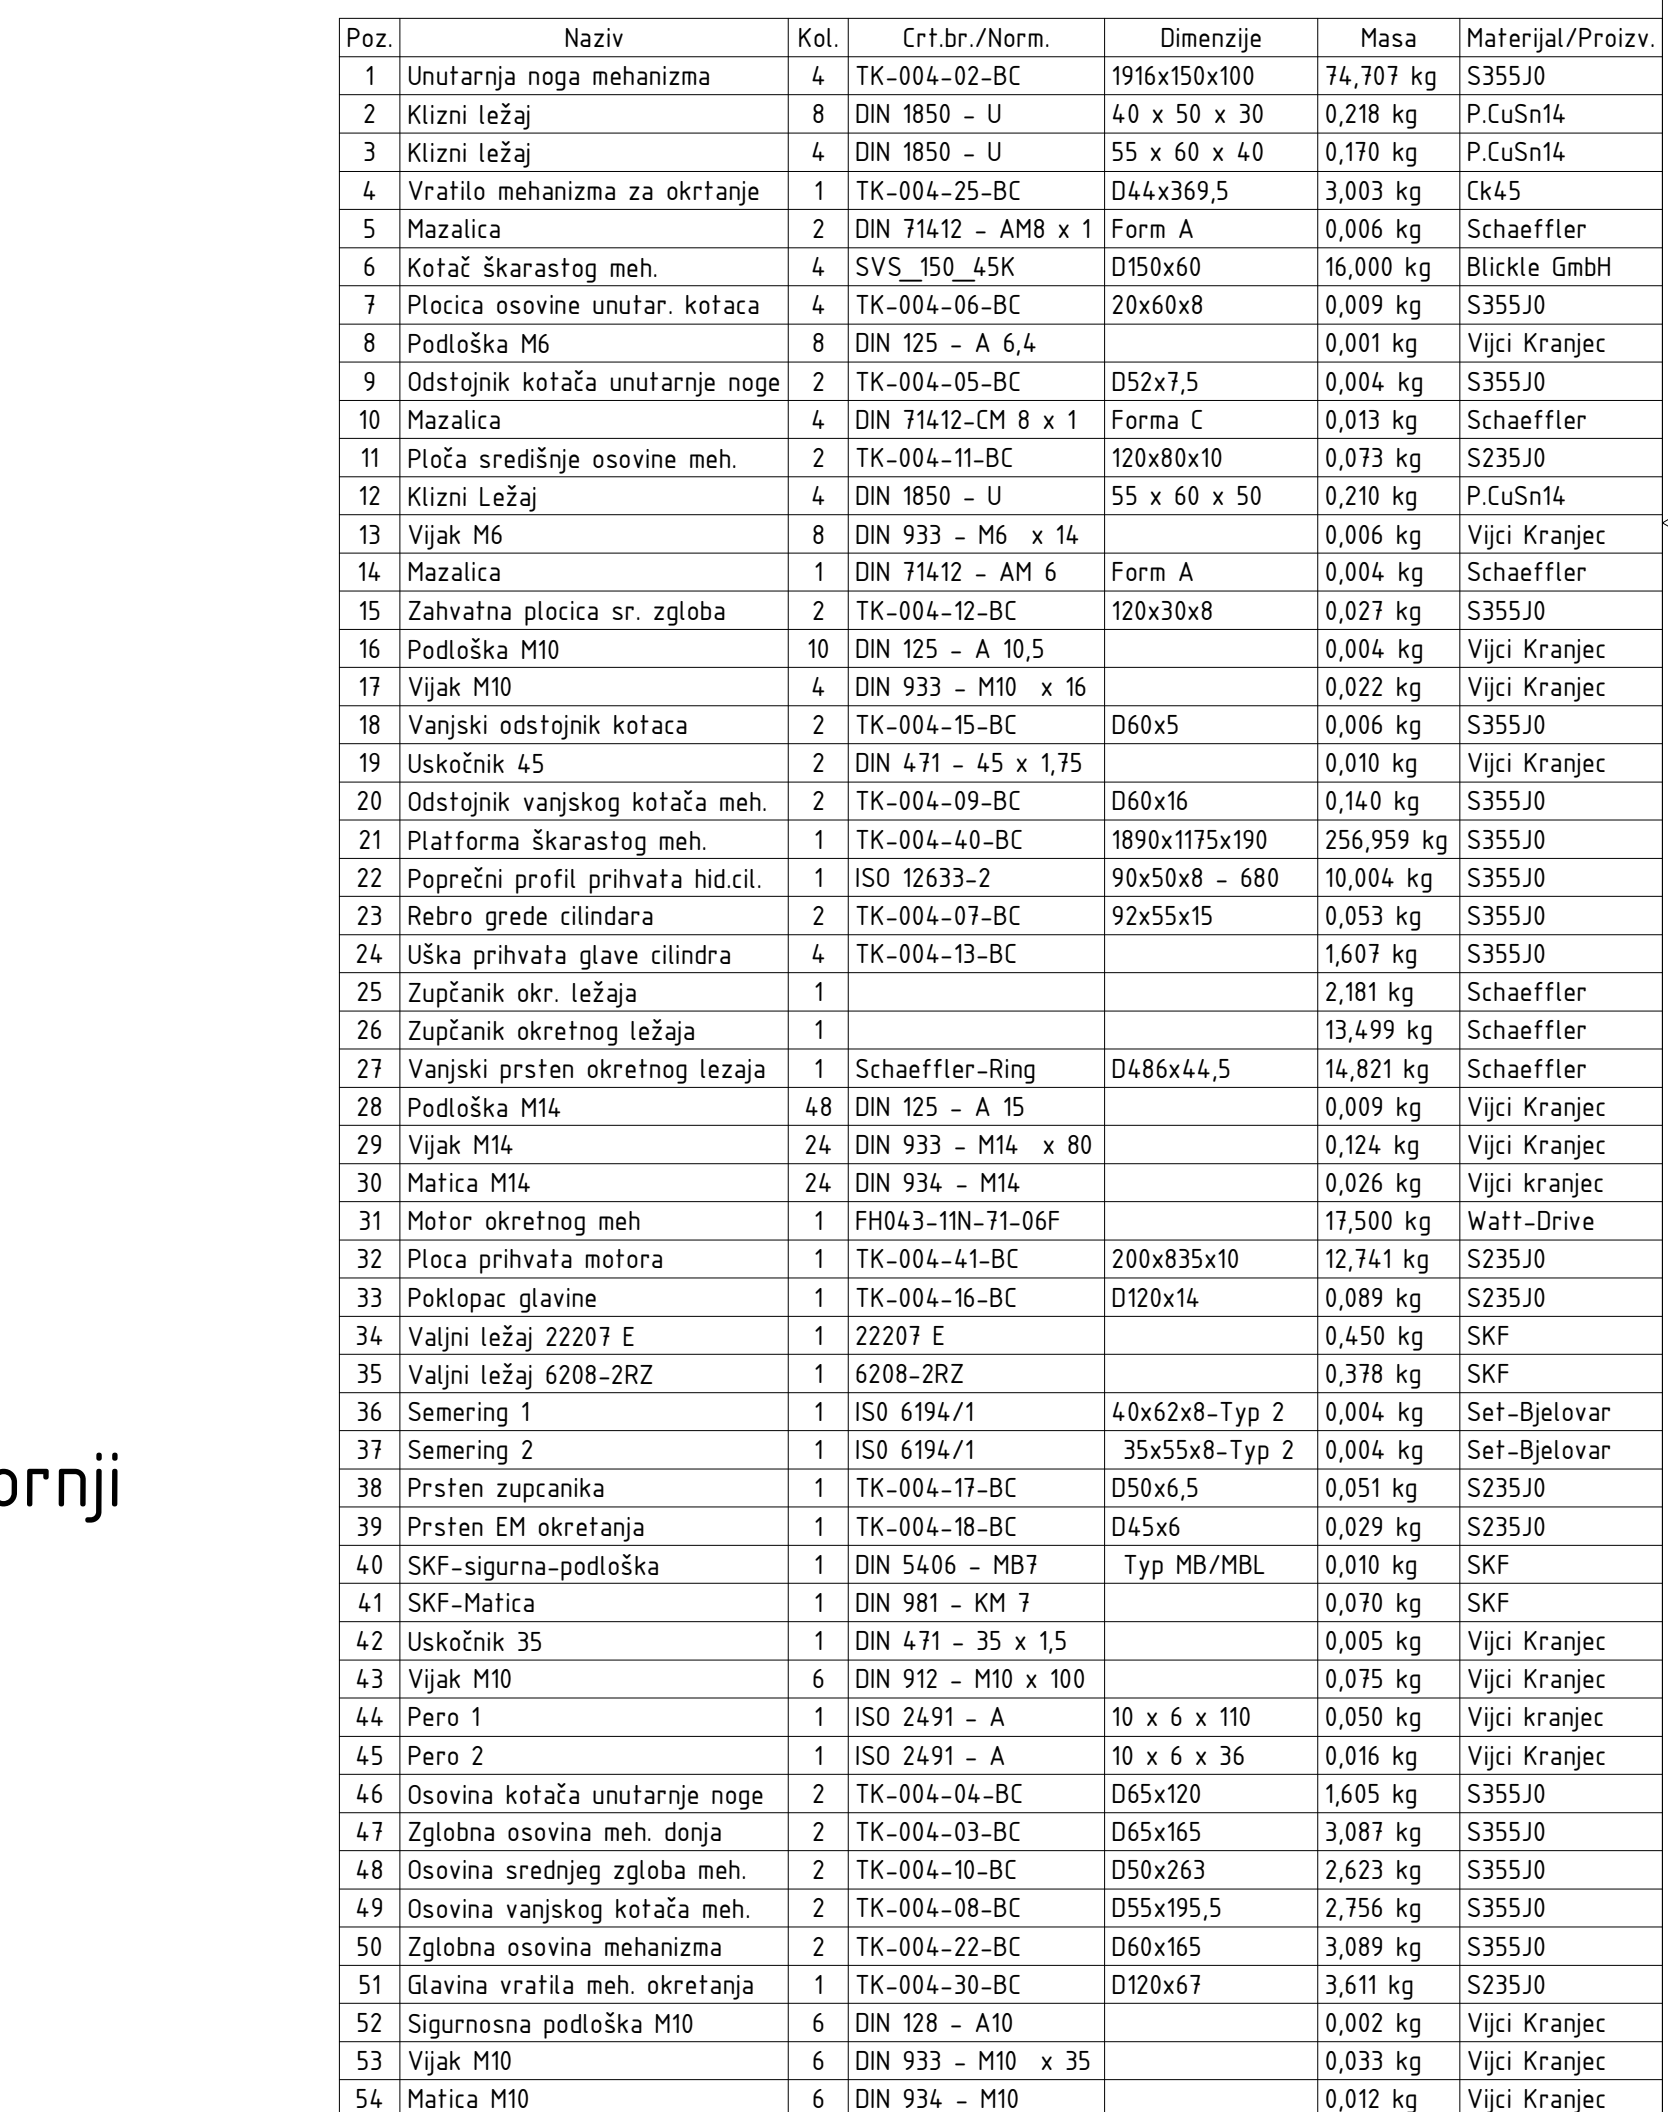 Poz. Naziv Kol. Crt.br./Norm. Dimenzije Masa Materijal/Proizv.
1 Unutarnja noga mehanizma 4 TK-004-02-BC 1916x150x100 74,707 kg S355J0
2 Klizni ležaj 8 DIN 1850 - U 40 x 50 x 30 0,218 kg P.CuSn14
3 Klizni ležaj 4 DIN 1850 - U 55 x 60 x 40 0,170 kg P.CuSn14
4 Vratilo mehanizma za okrtanje 1 TK-004-25-BC D44x369,5 3,003 kg Ck45
5 Mazalica 2 DIN 71412 - AM8 x 1 Form A 0,006 kg Schaeffler
6 Kotač škarastog meh. 4 SVS_150_45K D150x60 16,000 kg Blickle GmbH
7 Plocica osovine unutar. kotaca 4 TK-004-06-BC 20x60x8 0,009 kg S355J0
8 Podloška M6 8 DIN 125 - A 6,4 0,001 kg Vijci Kranjec
9 Odstojnik kotača unutarnje noge 2 TK-004-05-BC D52x7,5 0,004 kg S355J0
10 Mazalica 4 DIN 71412-CM 8 x 1 Forma C 0,013 kg Schaeffler
11 Ploča središnje osovine meh. 2 TK-004-11-BC 120x80x10 0,073 kg S235J0
12 Klizni Ležaj 4 DIN 1850 - U 55 x 60 x 50 0,210 kg P.CuSn14
13 Vijak M6 8 DIN 933 - M6 x 14 0,006 kg Vijci Kranjec
14 Mazalica 1 DIN 71412 - AM 6 Form A 0,004 kg Schaeffler
15 Zahvatna plocica sr. zgloba 2 TK-004-12-BC 120x30x8 0,027 kg S355J0
16 Podloška M10 10 DIN 125 - A 10,5 0,004 kg Vijci Kranjec
17 Vijak M10 4 DIN 933 - M10 x 16 0,022 kg Vijci Kranjec
18 Vanjski odstojnik kotaca 2 TK-004-15-BC D60x5 0,006 kg S355J0
19 Uskočnik 45 2 DIN 471 - 45 x 1,75 0,010 kg Vijci Kranjec
20 Odstojnik vanjskog kotača meh. 2 TK-004-09-BC D60x16 0,140 kg S355J0
21 Platforma škarastog meh. 1 TK-004-40-BC 1890x1175x190 256,959 kg S355J0
22 Poprečni profil prihvata hid.cil. 1 ISO 12633-2 90x50x8 - 680 10,004 kg S355J0
23 Rebro grede cilindara 2 TK-004-07-BC 92x55x15 0,053 kg S355J0
24 Uška prihvata glave cilindra 4 TK-004-13-BC 1,607 kg S355J0
25 Zupčanik okr. ležaja 1 2,181 kg Schaeffler
26 Zupčanik okretnog ležaja 1 13,499 kg Schaeffler
27 Vanjski prsten okretnog lezaja 1 Schaeffler-Ring D486x44,5 14,821 kg Schaeffler
28 Podloška M14 48 DIN 125 - A 15 0,009 kg Vijci Kranjec
29 Vijak M14 24 DIN 933 - M14 x 80 0,124 kg Vijci Kranjec
30 Matica M14 24 DIN 934 - M14 0,026 kg Vijci kranjec
31 Motor okretnog meh 1 FH043-11N-71-06F 17,500 kg Watt-Drive
32 Ploca prihvata motora 1 TK-004-41-BC 200x835x10 12,741 kg S235J0
33 Poklopac glavine 1 TK-004-16-BC D120x14 0,089 kg S235J0
34 Valjni ležaj 22207 E 1 22207 E 0,450 kg SKF
35 Valjni ležaj 6208-2RZ 1 6208-2RZ 0,378 kg SKF
36 Semering 1 1 ISO 6194/1 40x62x8-Typ 2 0,004 kg Set-Bjelovar
ornji
37 Semering 2 1 ISO 6194/1 35x55x8-Typ 2 0,004 kg Set-Bjelovar
38 Prsten zupcanika 1 TK-004-17-BC D50x6,5 0,051 kg S235J0
39 Prsten EM okretanja 1 TK-004-18-BC D45x6 0,029 kg S235J0
40 SKF-sigurna-podloška 1 DIN 5406 - MB7 Typ MB/MBL 0,010 kg SKF
41 SKF-Matica 1 DIN 981 - KM 7 0,070 kg SKF
42 Uskočnik 35 1 DIN 471 - 35 x 1,5 0,005 kg Vijci Kranjec
43 Vijak M10 6 DIN 912 - M10 x 100 0,075 kg Vijci Kranjec
44 Pero 1 1 ISO 2491 - A 10 x 6 x 110 0,050 kg Vijci kranjec
45 Pero 2 1 ISO 2491 - A 10 x 6 x 36 0,016 kg Vijci Kranjec
46 Osovina kotača unutarnje noge 2 TK-004-04-BC D65x120 1,605 kg S355J0
47 Zglobna osovina meh. donja 2 TK-004-03-BC D65x165 3,087 kg S355J0
48 Osovina srednjeg zgloba meh. 2 TK-004-10-BC D50x263 2,623 kg S355J0
49 Osovina vanjskog kotača meh. 2 TK-004-08-BC D55x195,5 2,756 kg S355J0
50 Zglobna osovina mehanizma 2 TK-004-22-BC D60x165 3,089 kg S355J0
51 Glavina vratila meh. okretanja 1 TK-004-30-BC D120x67 3,611 kg S235J0
52 Sigurnosna podloška M10 6 DIN 128 - A10 0,002 kg Vijci Kranjec
53 Vijak M10 6 DIN 933 - M10 x 35 0,033 kg Vijci Kranjec
54 Matica M10 6 DIN 934 - M10 0,012 kg Vijci Kranjec